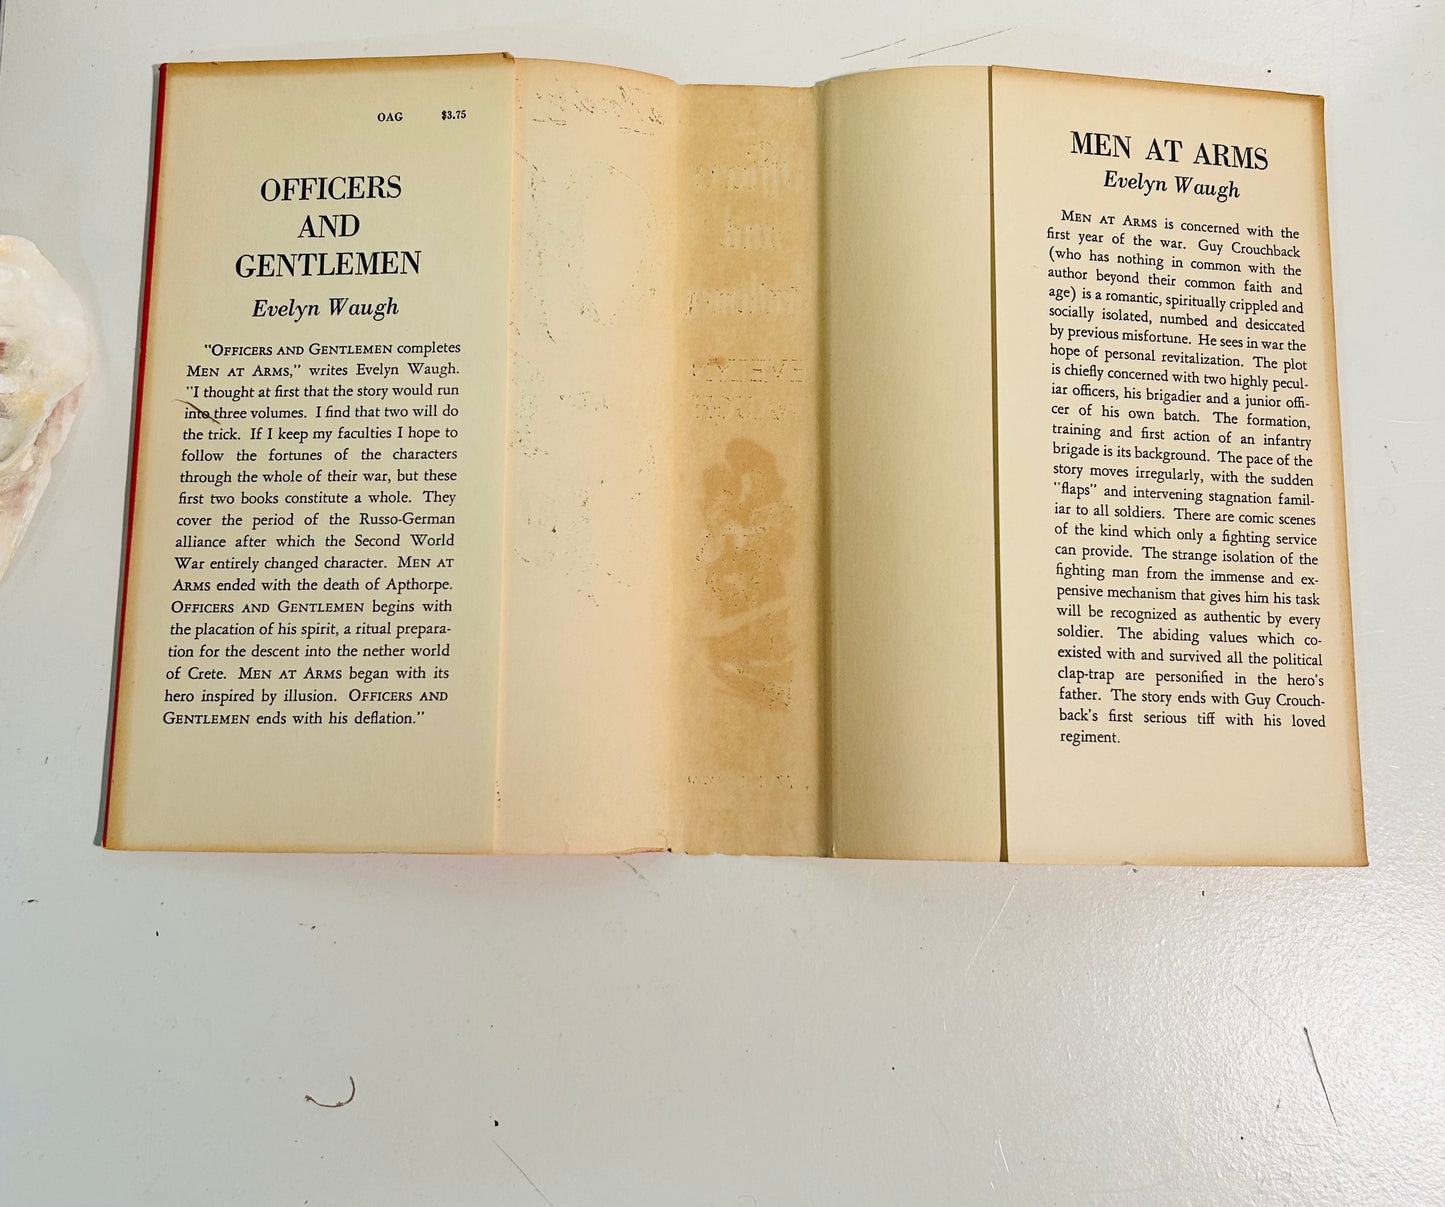 OAG $3.75
OFFICERS
AND
GENTLEMEN
Evelyn Waugh
"OFFICERS AND GENTLEMEN completes
MEN AT ARMS," writes Evelyn Waugh.
"I thought at first that the story would run
into three volumes. I find that two will do
the trick. If I keep my faculties I hope to
follow the fortunes of the characters
through the whole of their war, but these
first two books constitute a whole. They
cover the period of the Russo-German
alliance after which the Second World
War entirely changed character. MEN AT
ARMS ended with the death of Apthorpe.
OFFICERS AND GENTLEMEN begins with
the placation of his spirit, a ritual prepara-
tion for the descent into the nether world
of Crete. MEN AT ARMS began with its
hero inspired by illusion. OFFICERS AND
GENTLEMEN ends with his deflation."
EVELYN
WAUGH
MEN AT ARMS
Evelyn Waugh
MEN AT ARMS is concerned with the
first year of the war. Guy Crouchback
(who has nothing in common with the
author beyond their common faith and
age) is a romantic, spiritually crippled and
socially isolated, numbed and desiccated
by previous misfortune. He sees in war the
hope of personal revitalization. The plot
is chiefly concerned with two highly pecul-
iar officers, his brigadier and a junior offi-
cer of his own batch. The formation,
training and first action of an infantry
brigade is its background. The pace of the
story moves irregularly, with the sudden
"flaps" and intervening stagnation famil-
iar to all soldiers. There are comic scenes
of the kind which only a fighting service
can provide. The strange isolation of the
fighting man from the immense and ex-
pensive mechanism that gives him his task
will be recognized as authentic by every
soldier. The abiding values which co-
existed with and survived all the political
clap-trap are personified in the hero's
father. The story ends with Guy Crouch-
back's first serious tiff with his loved
regiment.